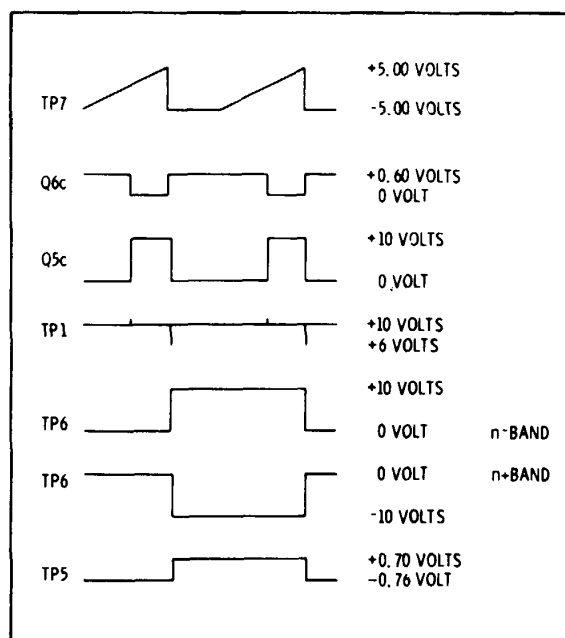 +5.00 VOLTS
TP7
-5.00 VOLTS
Q6c
+0.60 VOLTS
0 VOLT
+10 VOLTS
Q5c
0 VOLT
TP1
+10 VOLTS
+6 VOLTS
+10 VOLTS
TP6
0 VOLT n-BAND
TP6
0 VOLT n+BAND
-10 VOLTS
+0.70 VOLTS
TP5
-0.76 VOLT